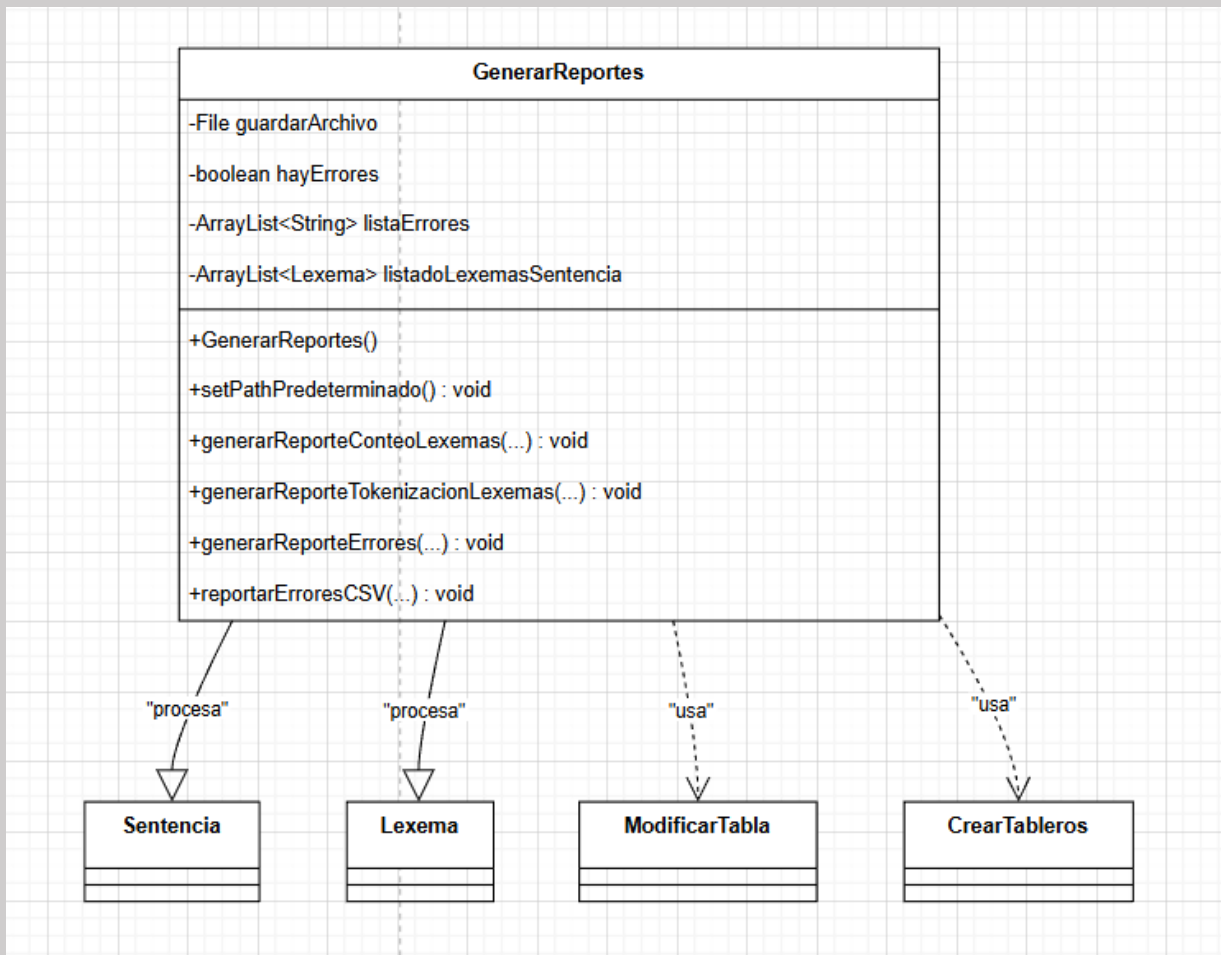 GenerarReportes
-File guardarArchivo
-boolean hayErrores
-ArrayList<String> listaErrores
-ArrayList<Lexema> listadoLexemasSentencia
+GenerarReportes()
+setPathPredeterminado() : void
+generarReporteConteoLexemas(...) : void
+generarReporteTokenizacionLexemas(...) : void
+generarReporteErrores(...) : void
+reportarErroresCSV(...) : void
"procesa"
"procesa"
"usa"
"usa"
Sentencia
Lexema
ModificarTabla
CrearTableros